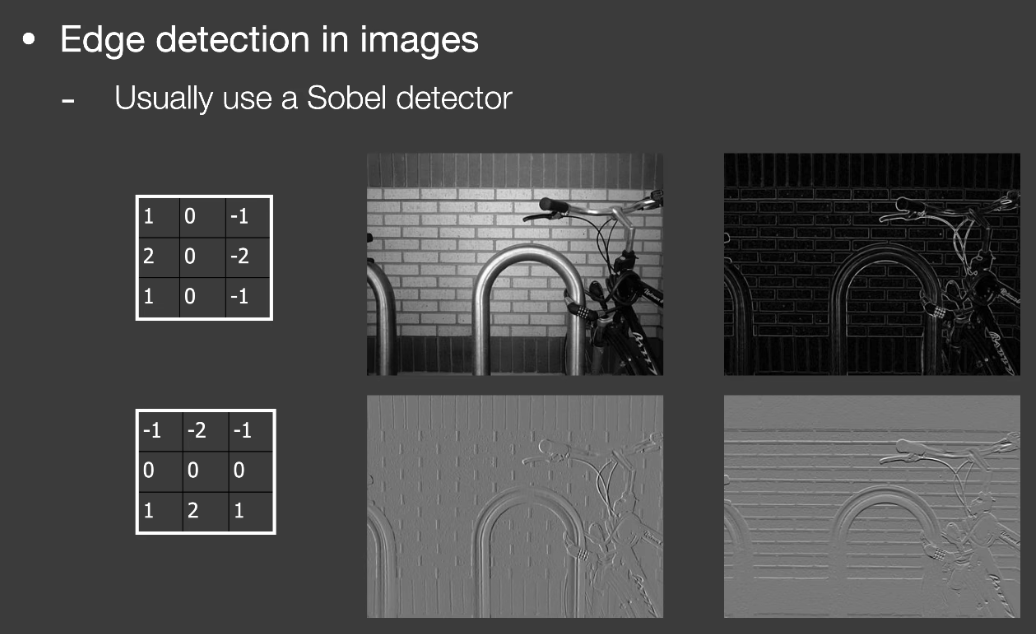 • Edge detection in images
- Usually use a Sobel detector
1 0 -1
2 0 -2
1 0 -1
-1 -2 -1
0 0 0
1 2 1